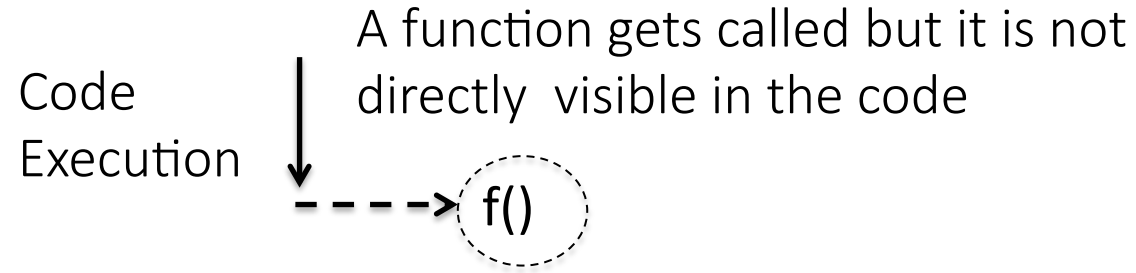 A function gets called but it is not
directly  visible in the code
Code
Execution
f()